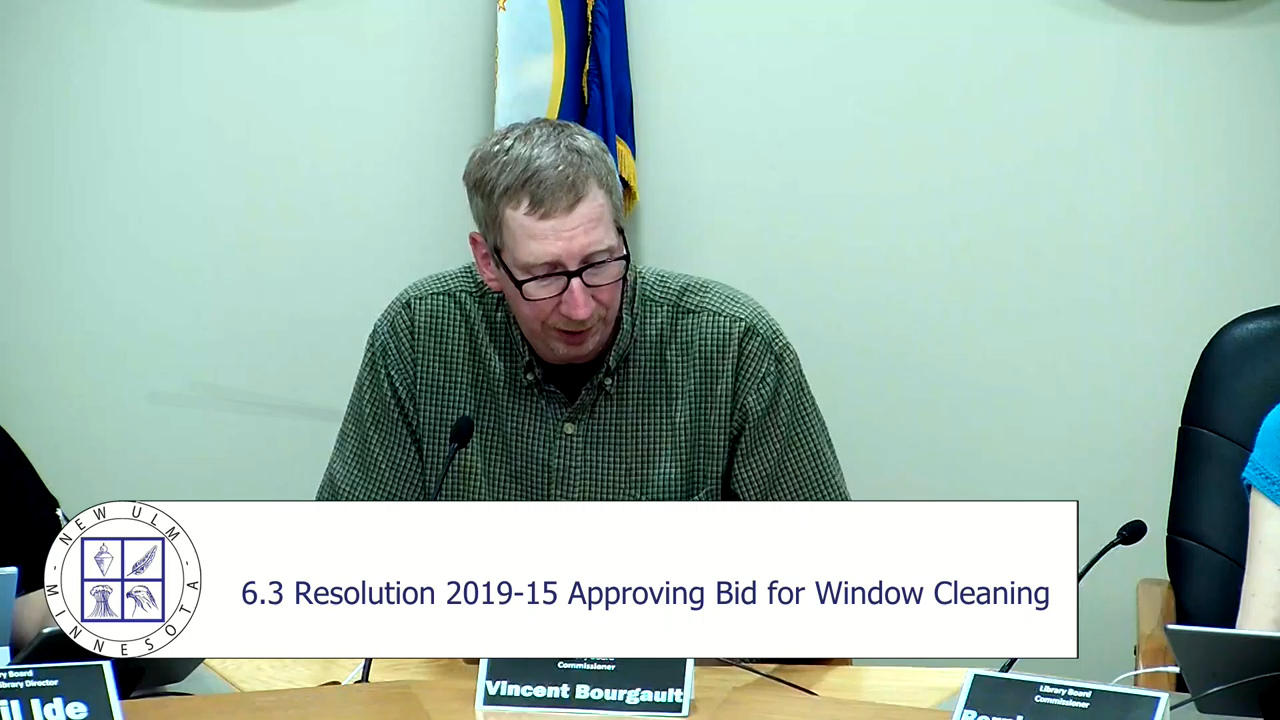 NEW ULM
MINNESOTA
6.3 Resolution 2019-15 Approving Bid for Window Cleaning
Board
Library Director
Ide
Commissioner
Vincent Bourgault
Library Board
Commissioner